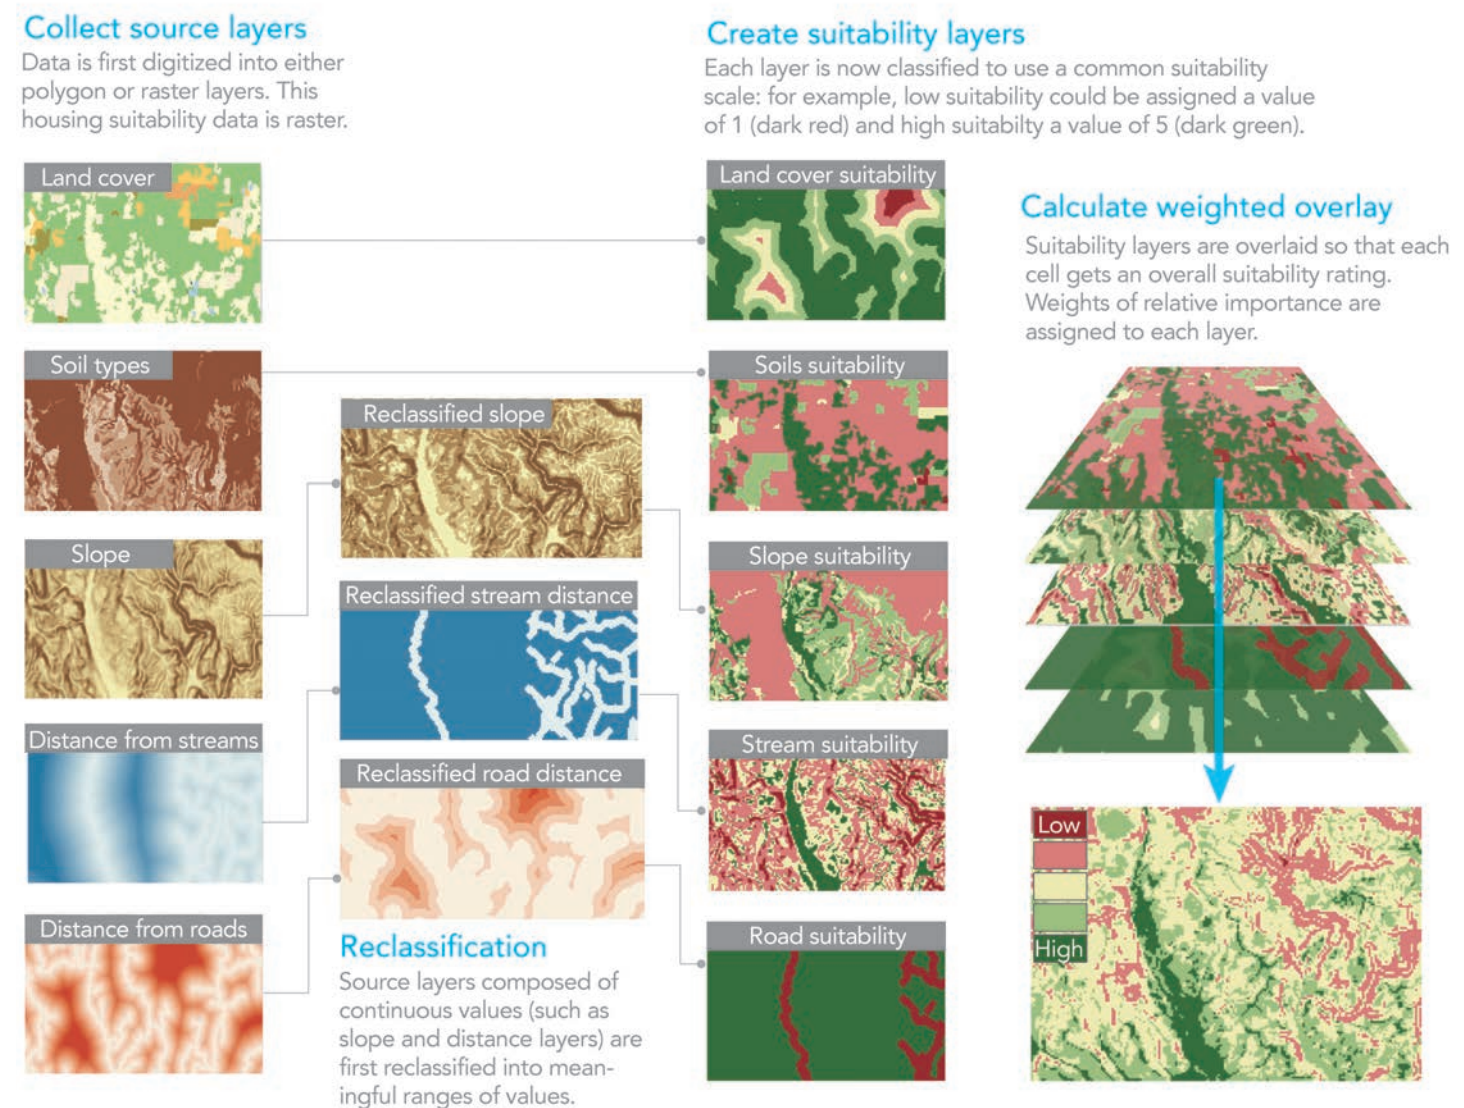 Collect source layers
Data is first digitized into either
polygon or raster layers. This
housing suitability data is raster.
Land cover
Soil types
Slope
Distance from streams
Distance from roads
Reclassified slope
Reclassified stream distance
Reclassified road distance
Reclassification
Source layers composed of
continuous values (such as
slope and distance layers) are
first reclassified into mean-
ingful ranges of values.
Create suitability layers
Each layer is now classified to use a common suitability
scale: for example, low suitability could be assigned a value
of 1 (dark red) and high suitabilty a value of 5 (dark green).
Land cover suitability
Soils suitability
Slope suitability
Stream suitability
Road suitability
Calculate weighted overlay
Suitability layers are overlaid so that each
cell gets an overall suitability rating.
Weights of relative importance are
assigned to each layer.
Low
High